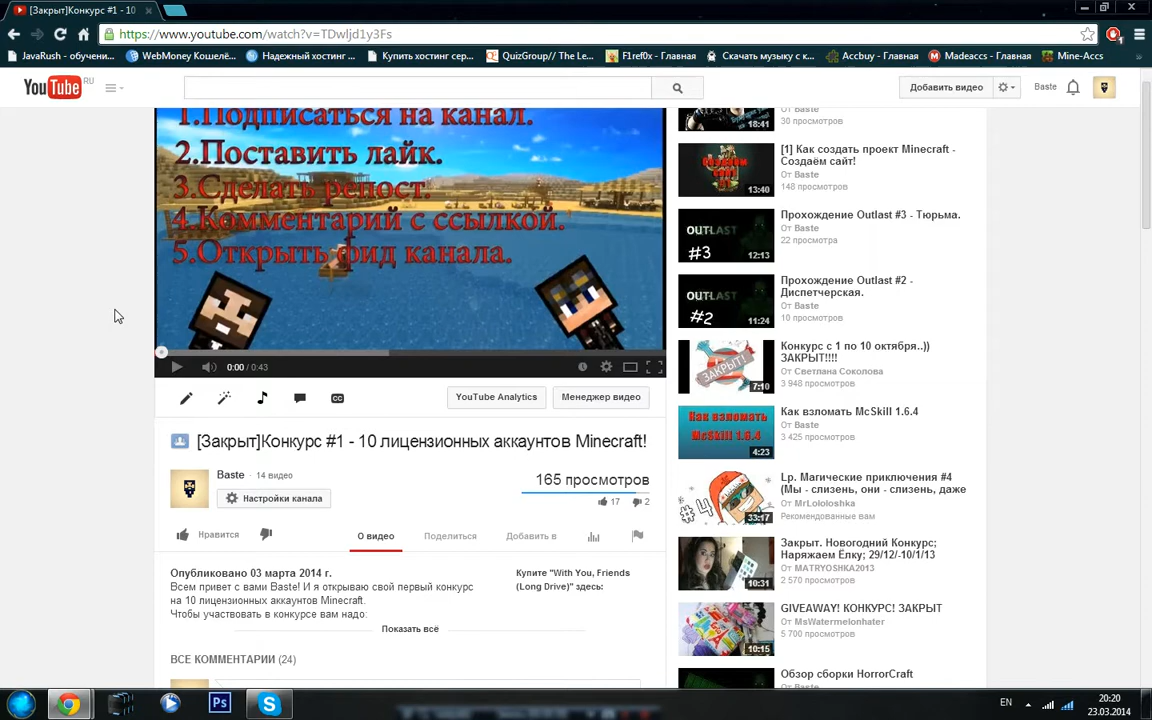 [Закрыт]Конкурс #1 - 10
https://www.youtube.com/watch?v=TDwljd1y3Fs
JavaRush - обучени...
WebMoney Кошелё...
Надежный хостинг ...
Купить хостинг сер...
QuizGroup// The Le...
F1ref0x - Главная
Скачать музыку с к...
Accbuy - Главная
Madeaccs - Главная
Mine-Accs
YouTube RU
Добавить видео
Baste
1.Подписаться на канал.
2.Поставить лайк.
3.Сделать репост.
4.Комментарий с ссылкой.
5.Открыть фид канала.
0:00 / 0:43
YouTube Analytics
Менеджер видео
[Закрыт]Конкурс #1 - 10 лицензионных аккаунтов Minecraft!
Baste · 14 видео
Настройки канала
165 просмотров
17 2
Нравится
О видео
Поделиться
Добавить в
Опубликовано 03 марта 2014 г.
Всем привет с вами Baste! И я открываю свой первый конкурс
на 10 лицензионных аккаунтов Minecraft.
Чтобы участвовать в конкурсе вам надо:
Купите "With You, Friends
(Long Drive)" здесь:
Показать всё
ВСЕ КОММЕНТАРИИ (24)
18:41
От Baste
30 просмотров
13:40
[1] Как создать проект Minecraft -
Создаём сайт!
От Baste
148 просмотров
OUTLAST
#3
12:13
Прохождение Outlast #3 - Тюрьма.
От Baste
22 просмотра
OUTLAST
#2
11:24
Прохождение Outlast #2 -
Диспетчерская.
От Baste
10 просмотров
ЗАКРЫТ!
7:10
Конкурс с 1 по 10 октября..))
ЗАКРЫТ!!!!
От Светлана Соколова
3 948 просмотров
Как взломать
McSkill 1.6.4
4:23
Как взломать McSkill 1.6.4
От Baste
3 425 просмотров
#4
33:17
Lp. Магические приключения #4
(Мы - слизень, они - слизень, даже
от MrLololoshka
Рекомендованные вам
10:31
Закрыт. Новогодний Конкурс;
Наряжаем Ёлку; 29/12/-10/1/13
От MATRYOSHKA2013
2 570 просмотров
10:15
GIVEAWAY! КОНКУРС! ЗАКРЫТ
От MsWatermelonhater
5 700 просмотров
Обзор сборки HorrorCraft
От Baste
Ps
EN
20:20
23.03.2014